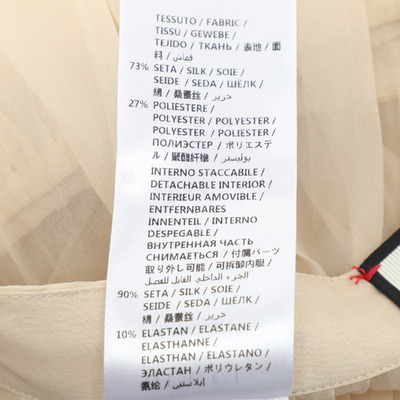 TESSUTO / FABRIC /
TISSU / GEWEBE /
TEJIDO / ТКАНЬ / 表地 / 面
料 / قماش
73% SETA / SILK / SOIE /
SEIDE / SEDA / ШЁЛК /
絹 / 桑蚕丝 / حرير
27% POLIESTERE /
POLYESTER / POLYESTER /
POLYESTER / POLIESTER /
ПОЛИЭСТЕР / ポリエステ
ル / 聚酯纤维 / بوليستر
INTERNO STACCABILE /
DETACHABLE INTERIOR /
INTERIEUR AMOVIBLE /
ENTFERNBARES
INNENTEIL / INTERNO
DESPEGABLE /
ВНУТРЕННАЯ ЧАСТЬ
СНИМАЕТЬСЯ / 付属パーツ
取り外し可能 / 可拆卸内胆 /
الجزء الداخلي القابل للفصل
90% SETA / SILK / SOIE /
SEIDE / SEDA / ШЁЛК /
絹 / 桑蚕丝 / حرير
10% ELASTAN / ELASTANE /
ELASTHANNE /
ELASTHAN / ELASTANO /
ЭЛАСТАН / ポリウレタン /
氨纶 / إيلاستين